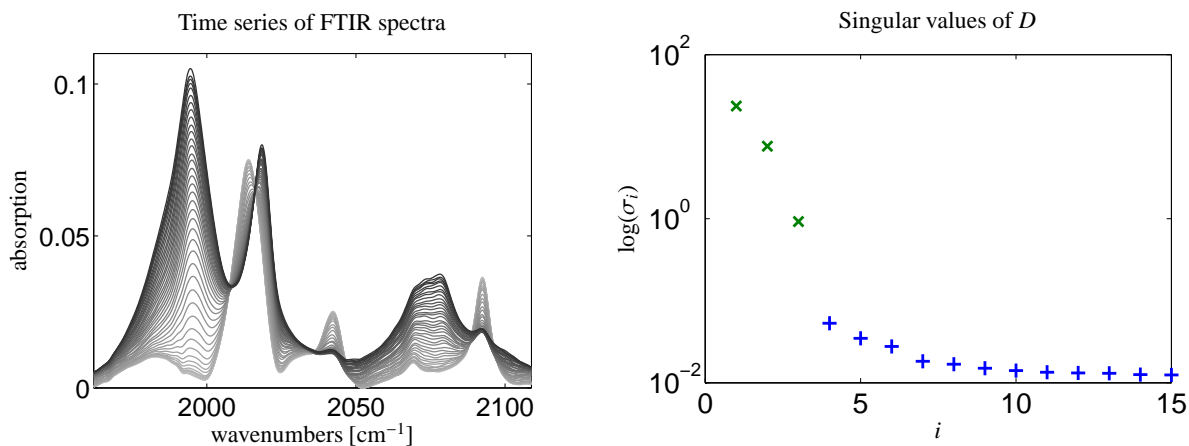 Time series of FTIR spectra
absorption
0.1
0.05
0
2000
2050
2100
wavenumbers [cm⁻¹]
Singular values of D
log(σᵢ)
10²
10⁰
10⁻²
0
5
10
15
i